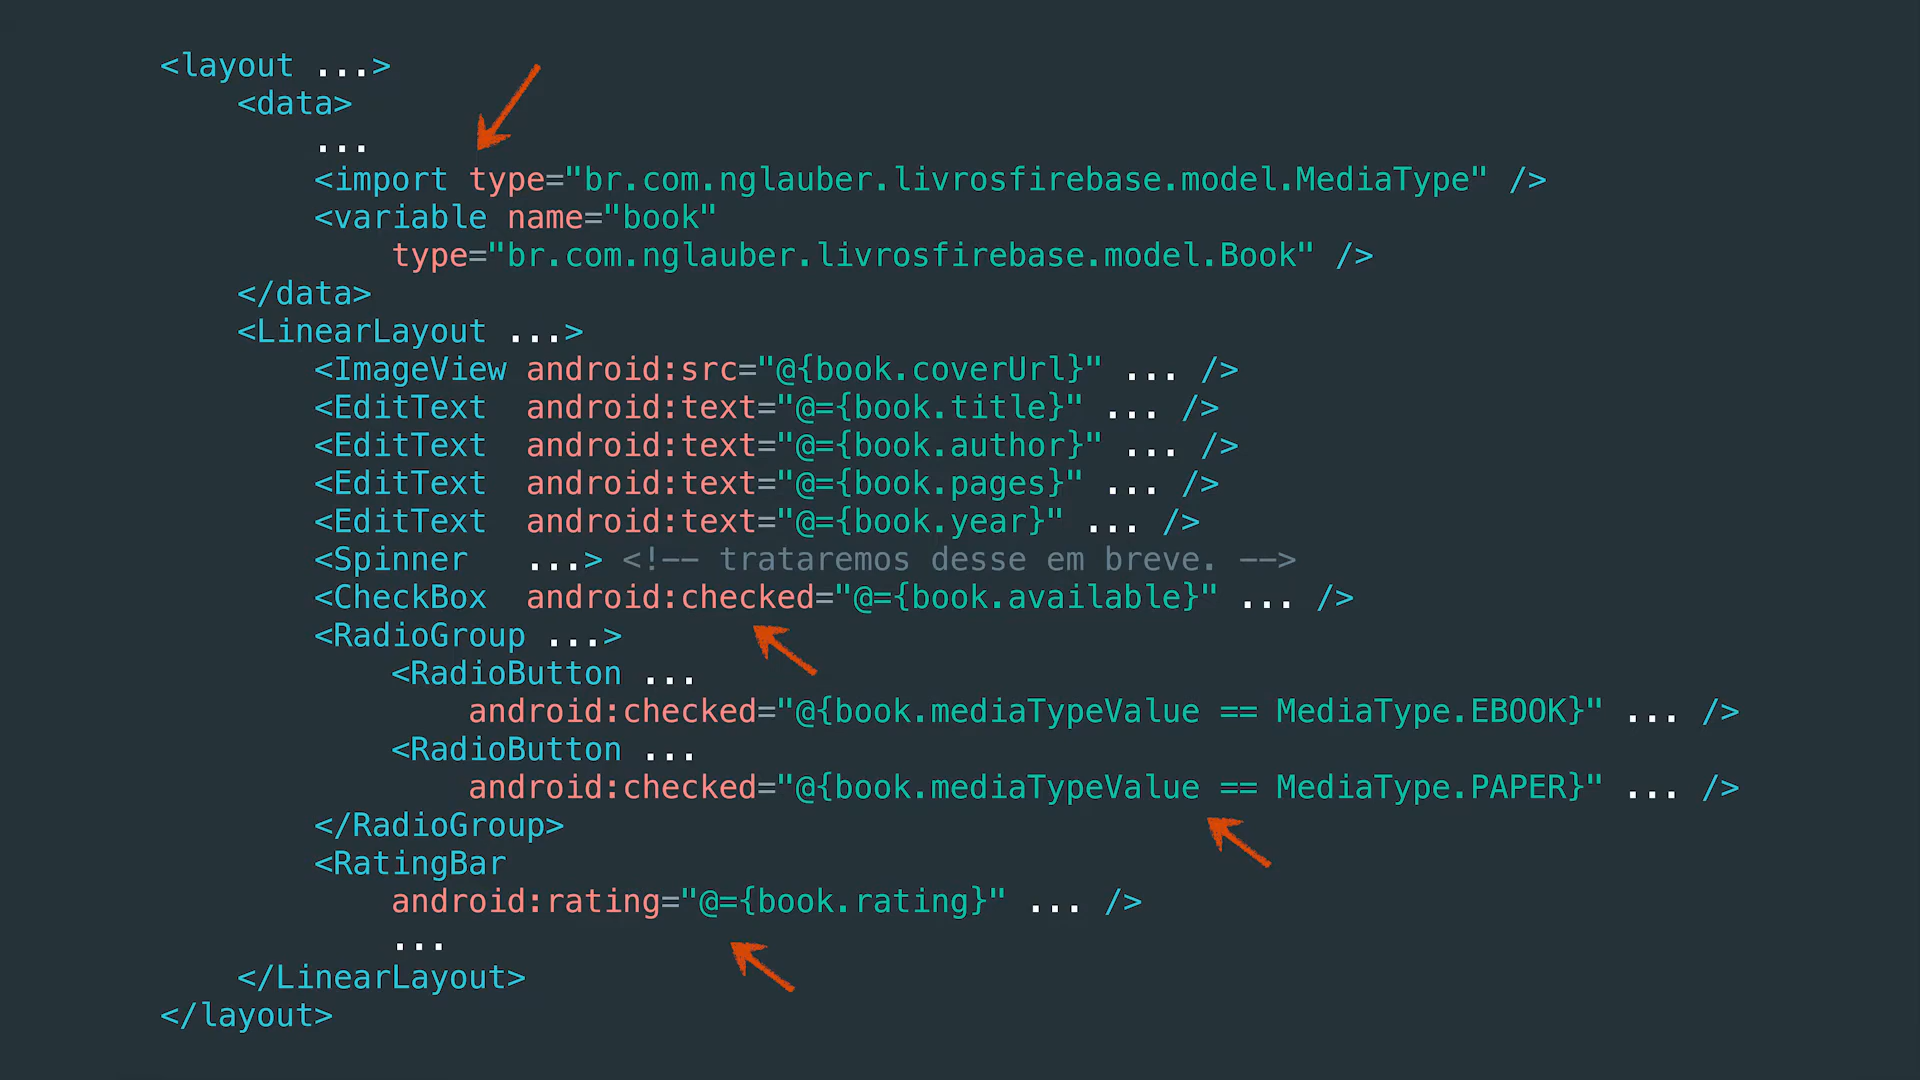 <layout ...>
<data>
...
<import type="br.com.nglauber.livrosfirebase.model.MediaType" />
<variable name="book"
type="br.com.nglauber.livrosfirebase.model.Book" />
</data>
<LinearLayout ...>
<ImageView android:src="@{book.coverUrl}" ... />
<EditText android:text="@={book.title}" ... />
<EditText android:text="@={book.author}" ... />
<EditText android:text="@={book.pages}" ... />
<EditText android:text="@={book.year}" ... />
<Spinner ...> <!-- trataremos desse em breve. -->
<CheckBox android:checked="@={book.available}" ... />
<RadioGroup ...>
<RadioButton ...
android:checked="@{book.mediaTypeValue == MediaType.EBOOK}" ... />
<RadioButton ...
android:checked="@{book.mediaTypeValue == MediaType.PAPER}" ... />
</RadioGroup>
<RatingBar
android:rating="@={book.rating}" ... />
...
</LinearLayout>
</layout>